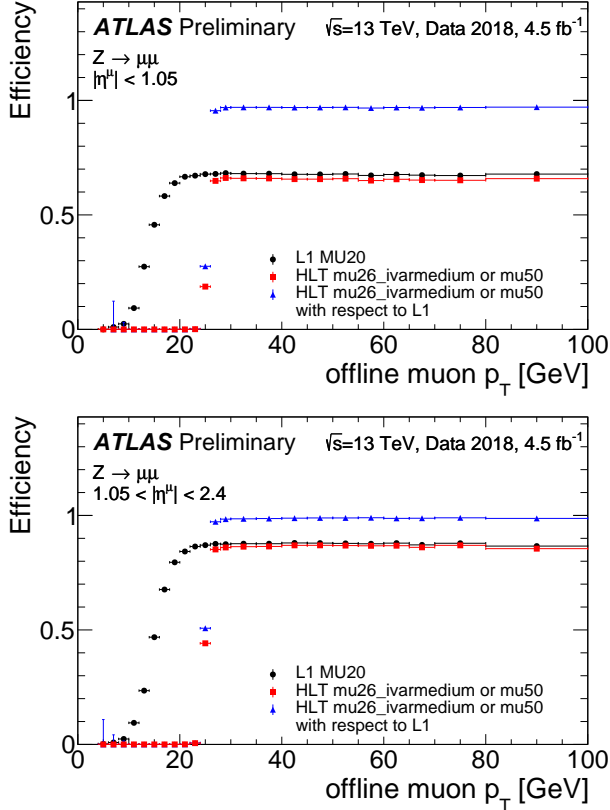 ATLAS Preliminary √s=13 TeV, Data 2018, 4.5 fb⁻¹
Z → μμ
|η^μ| < 1.05
Efficiency
1
0.5
0
L1 MU20
HLT mu26_ivarmedium or mu50
HLT mu26_ivarmedium or mu50
with respect to L1
0 20 40 60 80 100
offline muon p_T [GeV]
ATLAS Preliminary √s=13 TeV, Data 2018, 4.5 fb⁻¹
Z → μμ
1.05 < |η^μ| < 2.4
Efficiency
1
0.5
0
L1 MU20
HLT mu26_ivarmedium or mu50
HLT mu26_ivarmedium or mu50
with respect to L1
0 20 40 60 80 100
offline muon p_T [GeV]